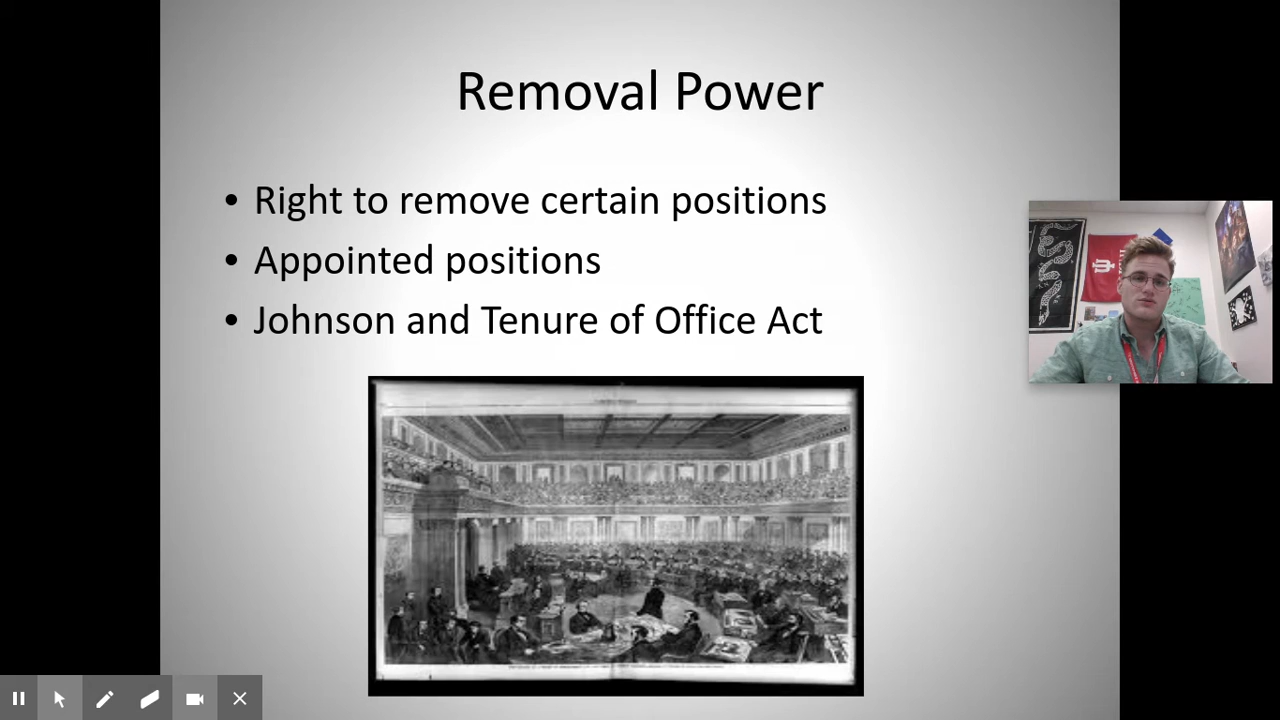 Removal Power
• Right to remove certain positions
• Appointed positions
• Johnson and Tenure of Office Act